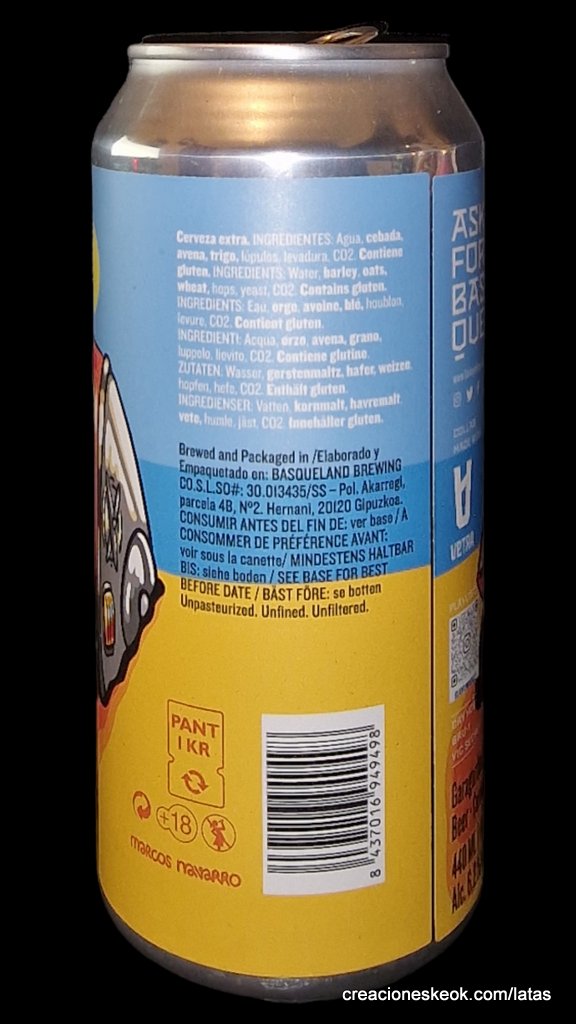 Cerveza extra. INGREDIENTES: Agua, cebada,
avena, trigo, lúpulos, levadura, CO2. Contiene
gluten. INGREDIENTS: Water, barley, oats,
wheat, hops, yeast, CO2. Contains gluten.
INGRÉDIENTS: Eau, orge, avoine, blé, houblon,
levure, CO2. Contient gluten.
INGREDIENTI: Acqua, orzo, avena, grano,
luppolo, lievito, CO2. Contiene glutine.
ZUTATEN: Wasser, gerstenmaltz, hafer, weizen,
hopfen, hefe, CO2. Enthält gluten.
INGREDIENSER: Vatten, kornmalt, havremalt,
vete, humle, jäst, CO2. Innehåller gluten.
Brewed and Packaged in /Elaborado y
Empaquetado en: BASQUELAND BREWING
CO.S.L.SO#: 30.013435/SS – Pol. Akarregi,
parcela 4B, Nº2. Hernani, 20120 Gipuzkoa.
CONSUMIR ANTES DEL FIN DE: ver base / A
CONSOMMER DE PRÉFÉRENCE AVANT:
voir sous la canette/ MINDESTENS HALTBAR
BIS: siehe boden / SEE BASE FOR BEST
BEFORE DATE / BÄST FÖRE: se botten
Unpasteurized. Unfined. Unfiltered.
PANT
1 KR
+18
marcos navarro
8 437016 949498
ASK
FOR
BAS
QUE
VETRA
440 ML
Alc. 6.
creacioneskeok.com/latas